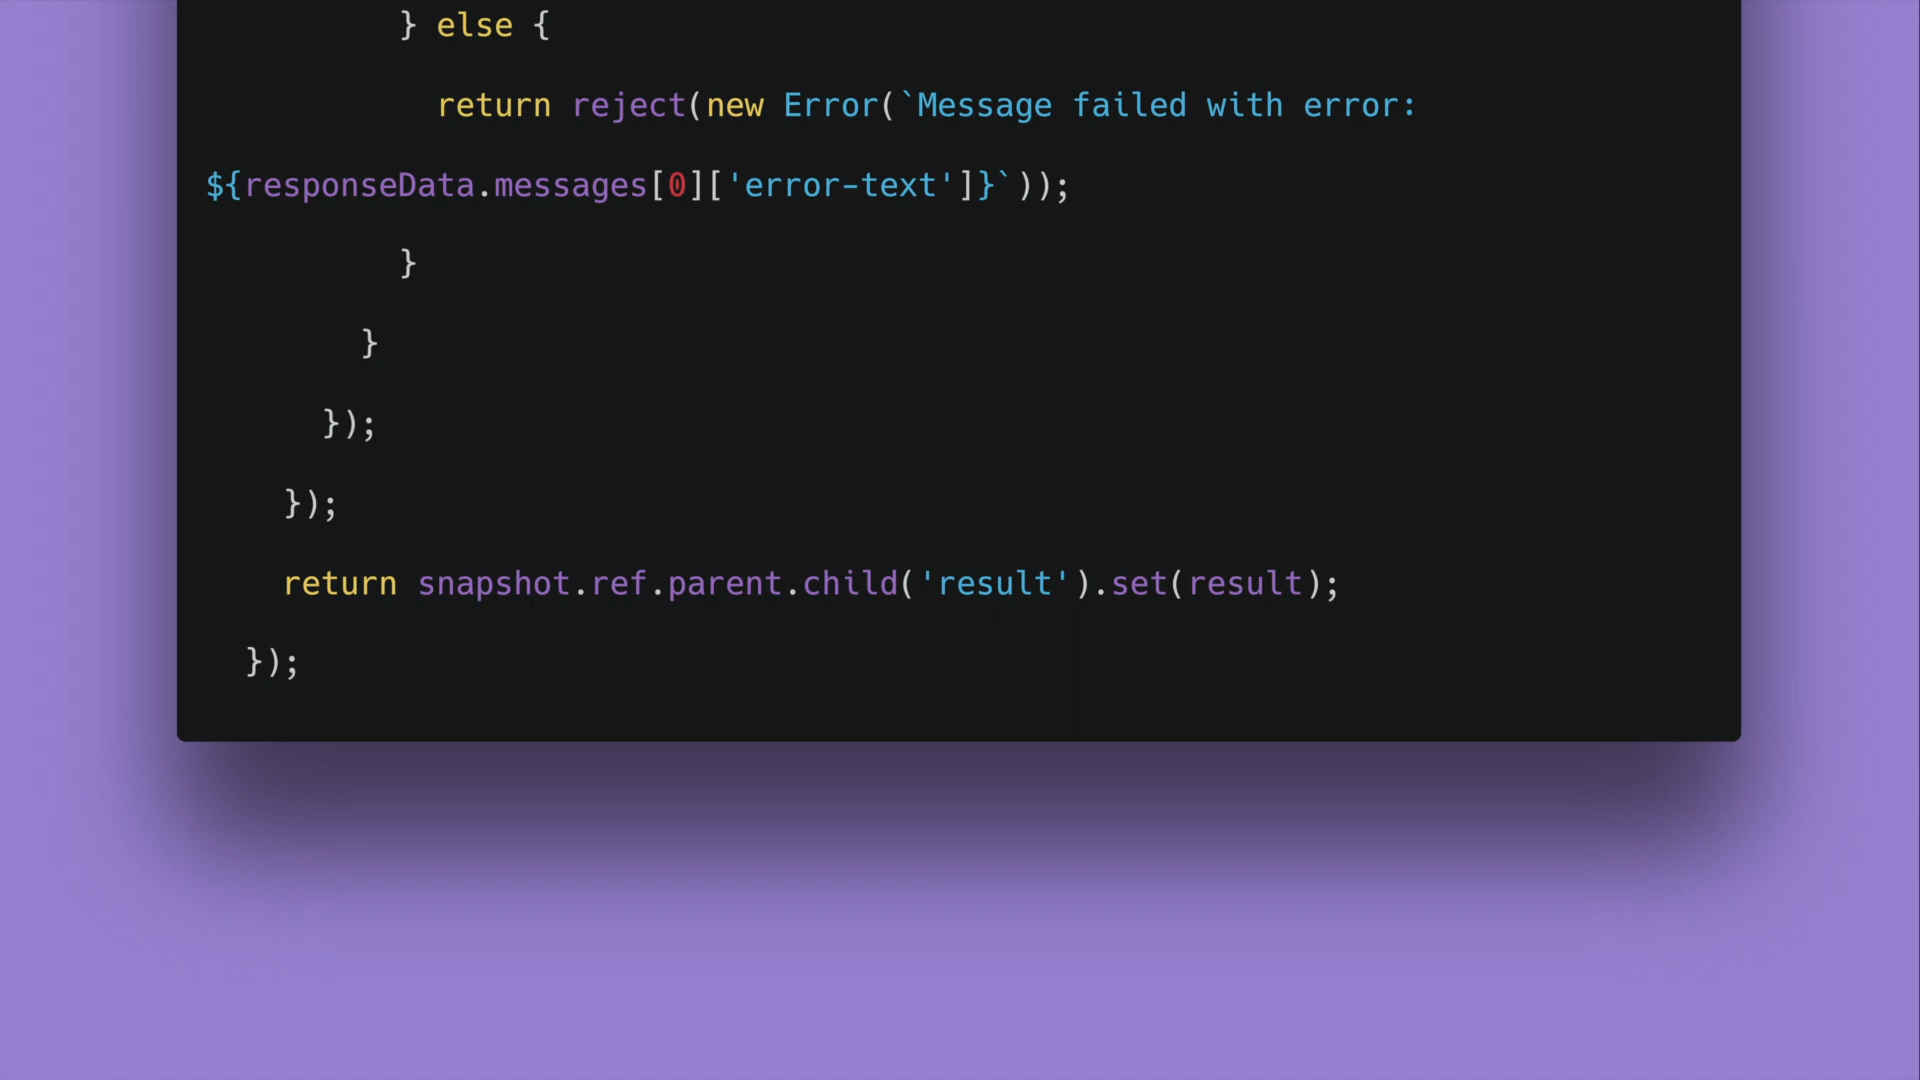 } else {
return reject(new Error(`Message failed with error:
${responseData.messages[0]['error-text']}`));
}
}
});
});
return snapshot.ref.parent.child('result').set(result);
});